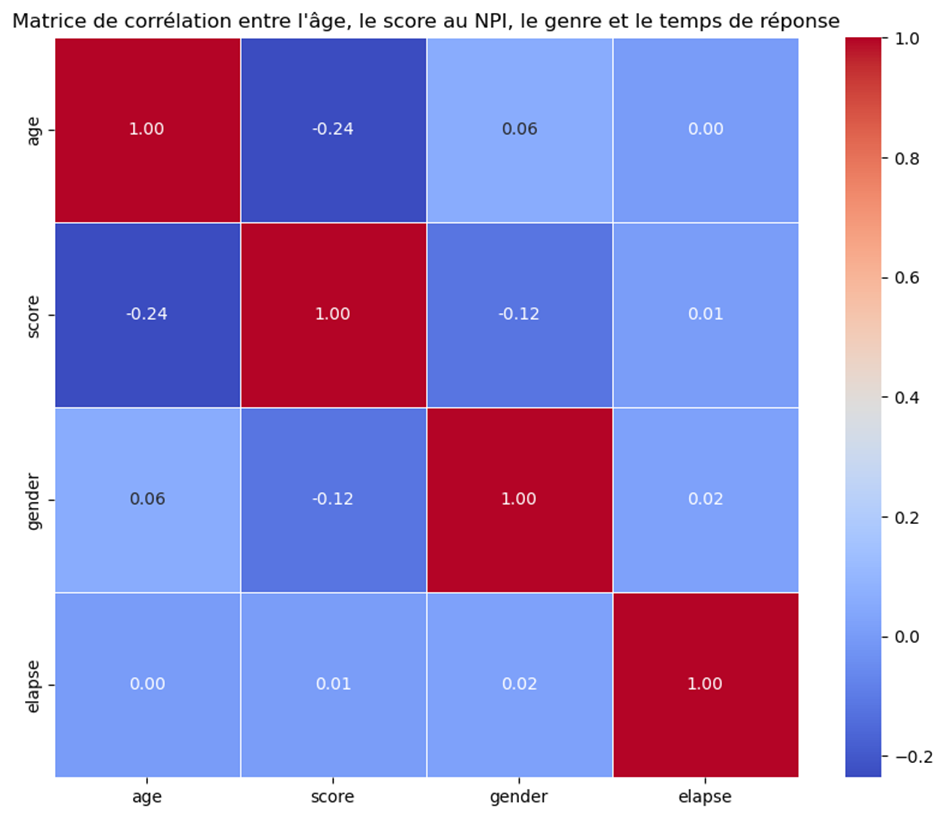 Matrice de corrélation entre l'âge, le score au NPI, le genre et le temps de réponse
1.0
age 1.00 -0.24 0.06 0.00
0.8
0.6
score -0.24 1.00 -0.12 0.01
0.4
gender 0.06 -0.12 1.00 0.02
0.2
0.0
elapse 0.00 0.01 0.02 1.00
−0.2
age score gender elapse